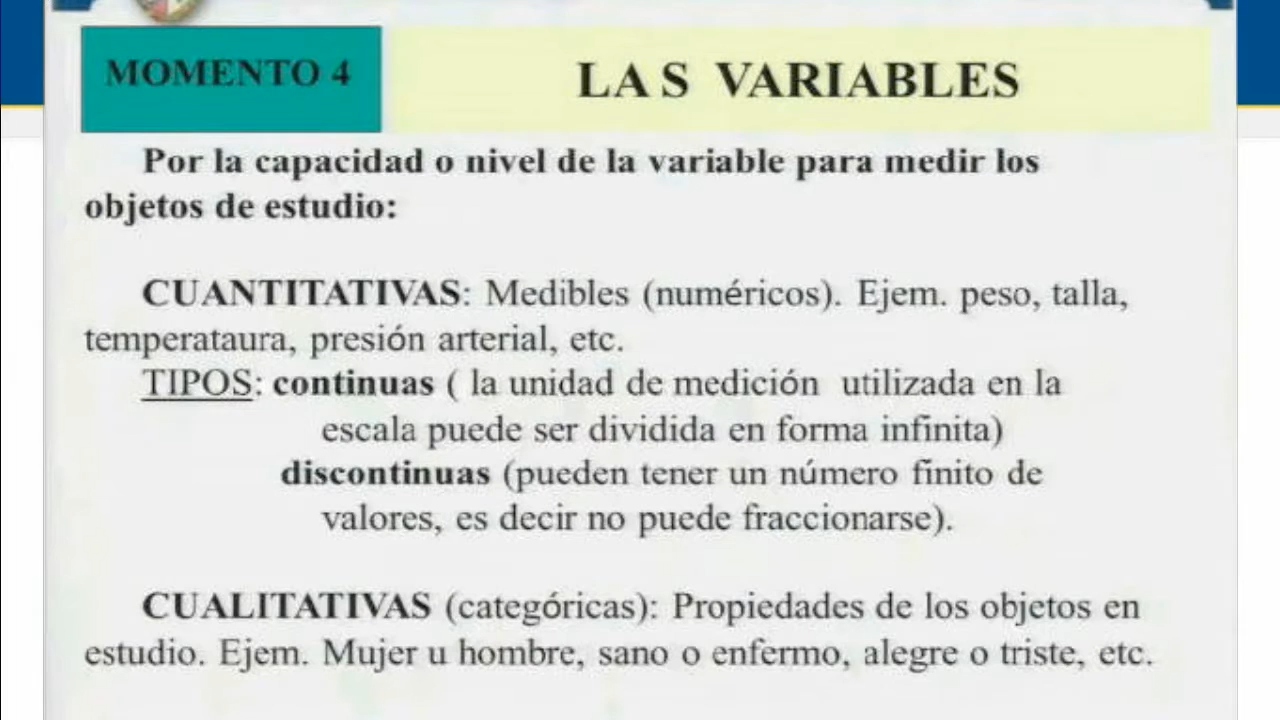 MOMENTO 4
LA S VARIABLES
Por la capacidad o nivel de la variable para medir los
objetos de estudio:
CUANTITATIVAS: Medibles (numéricos). Ejem. peso, talla,
temperataura, presión arterial, etc.
TIPOS: continuas ( la unidad de medición utilizada en la
escala puede ser dividida en forma infinita)
discontinuas (pueden tener un número finito de
valores, es decir no puede fraccionarse).
CUALITATIVAS (categóricas): Propiedades de los objetos en
estudio. Ejem. Mujer u hombre, sano o enfermo, alegre o triste, etc.